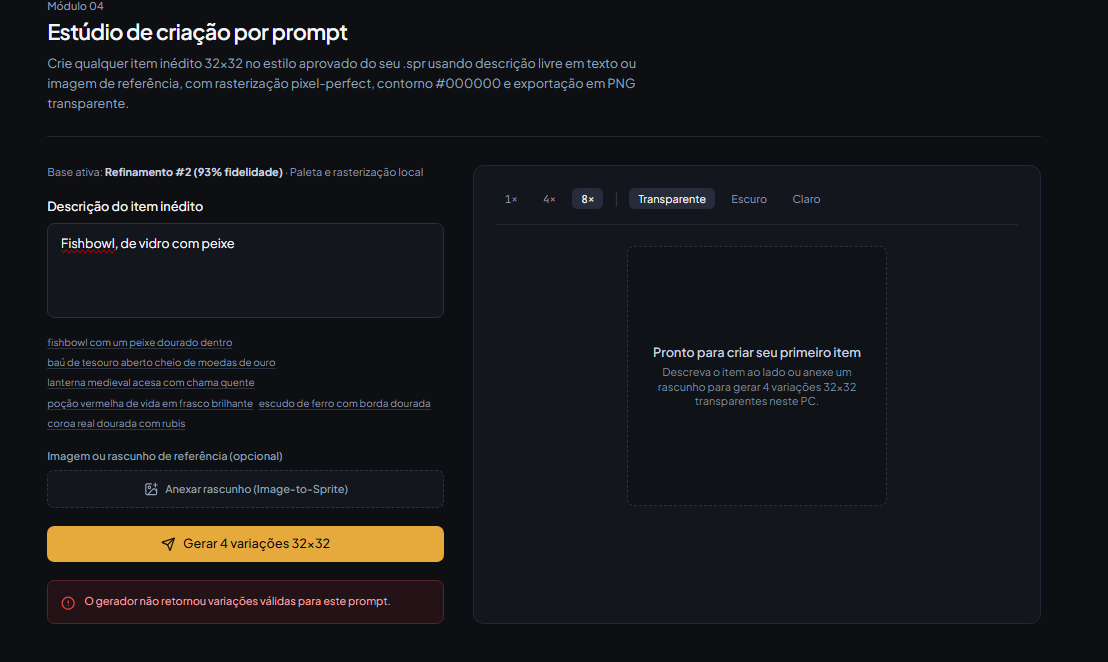 Módulo 04
Estúdio de criação por prompt
Crie qualquer item inédito 32×32 no estilo aprovado do seu .spr usando descrição livre em texto ou
imagem de referência, com rasterização pixel-perfect, contorno #000000 e exportação em PNG
transparente.
Base ativa: Refinamento #2 (93% fidelidade) · Paleta e rasterização local
Descrição do item inédito
Fishbowl, de vidro com peixe
fishbowl com um peixe dourado dentro
baú de tesouro aberto cheio de moedas de ouro
lanterna medieval acesa com chama quente
poção vermelha de vida em frasco brilhante escudo de ferro com borda dourada
coroa real dourada com rubis
Imagem ou rascunho de referência (opcional)
Anexar rascunho (Image-to-Sprite)
Gerar 4 variações 32×32
O gerador não retornou variações válidas para este prompt.
1× 4× 8× Transparente Escuro Claro
Pronto para criar seu primeiro item
Descreva o item ao lado ou anexe um
rascunho para gerar 4 variações 32×32
transparentes neste PC.